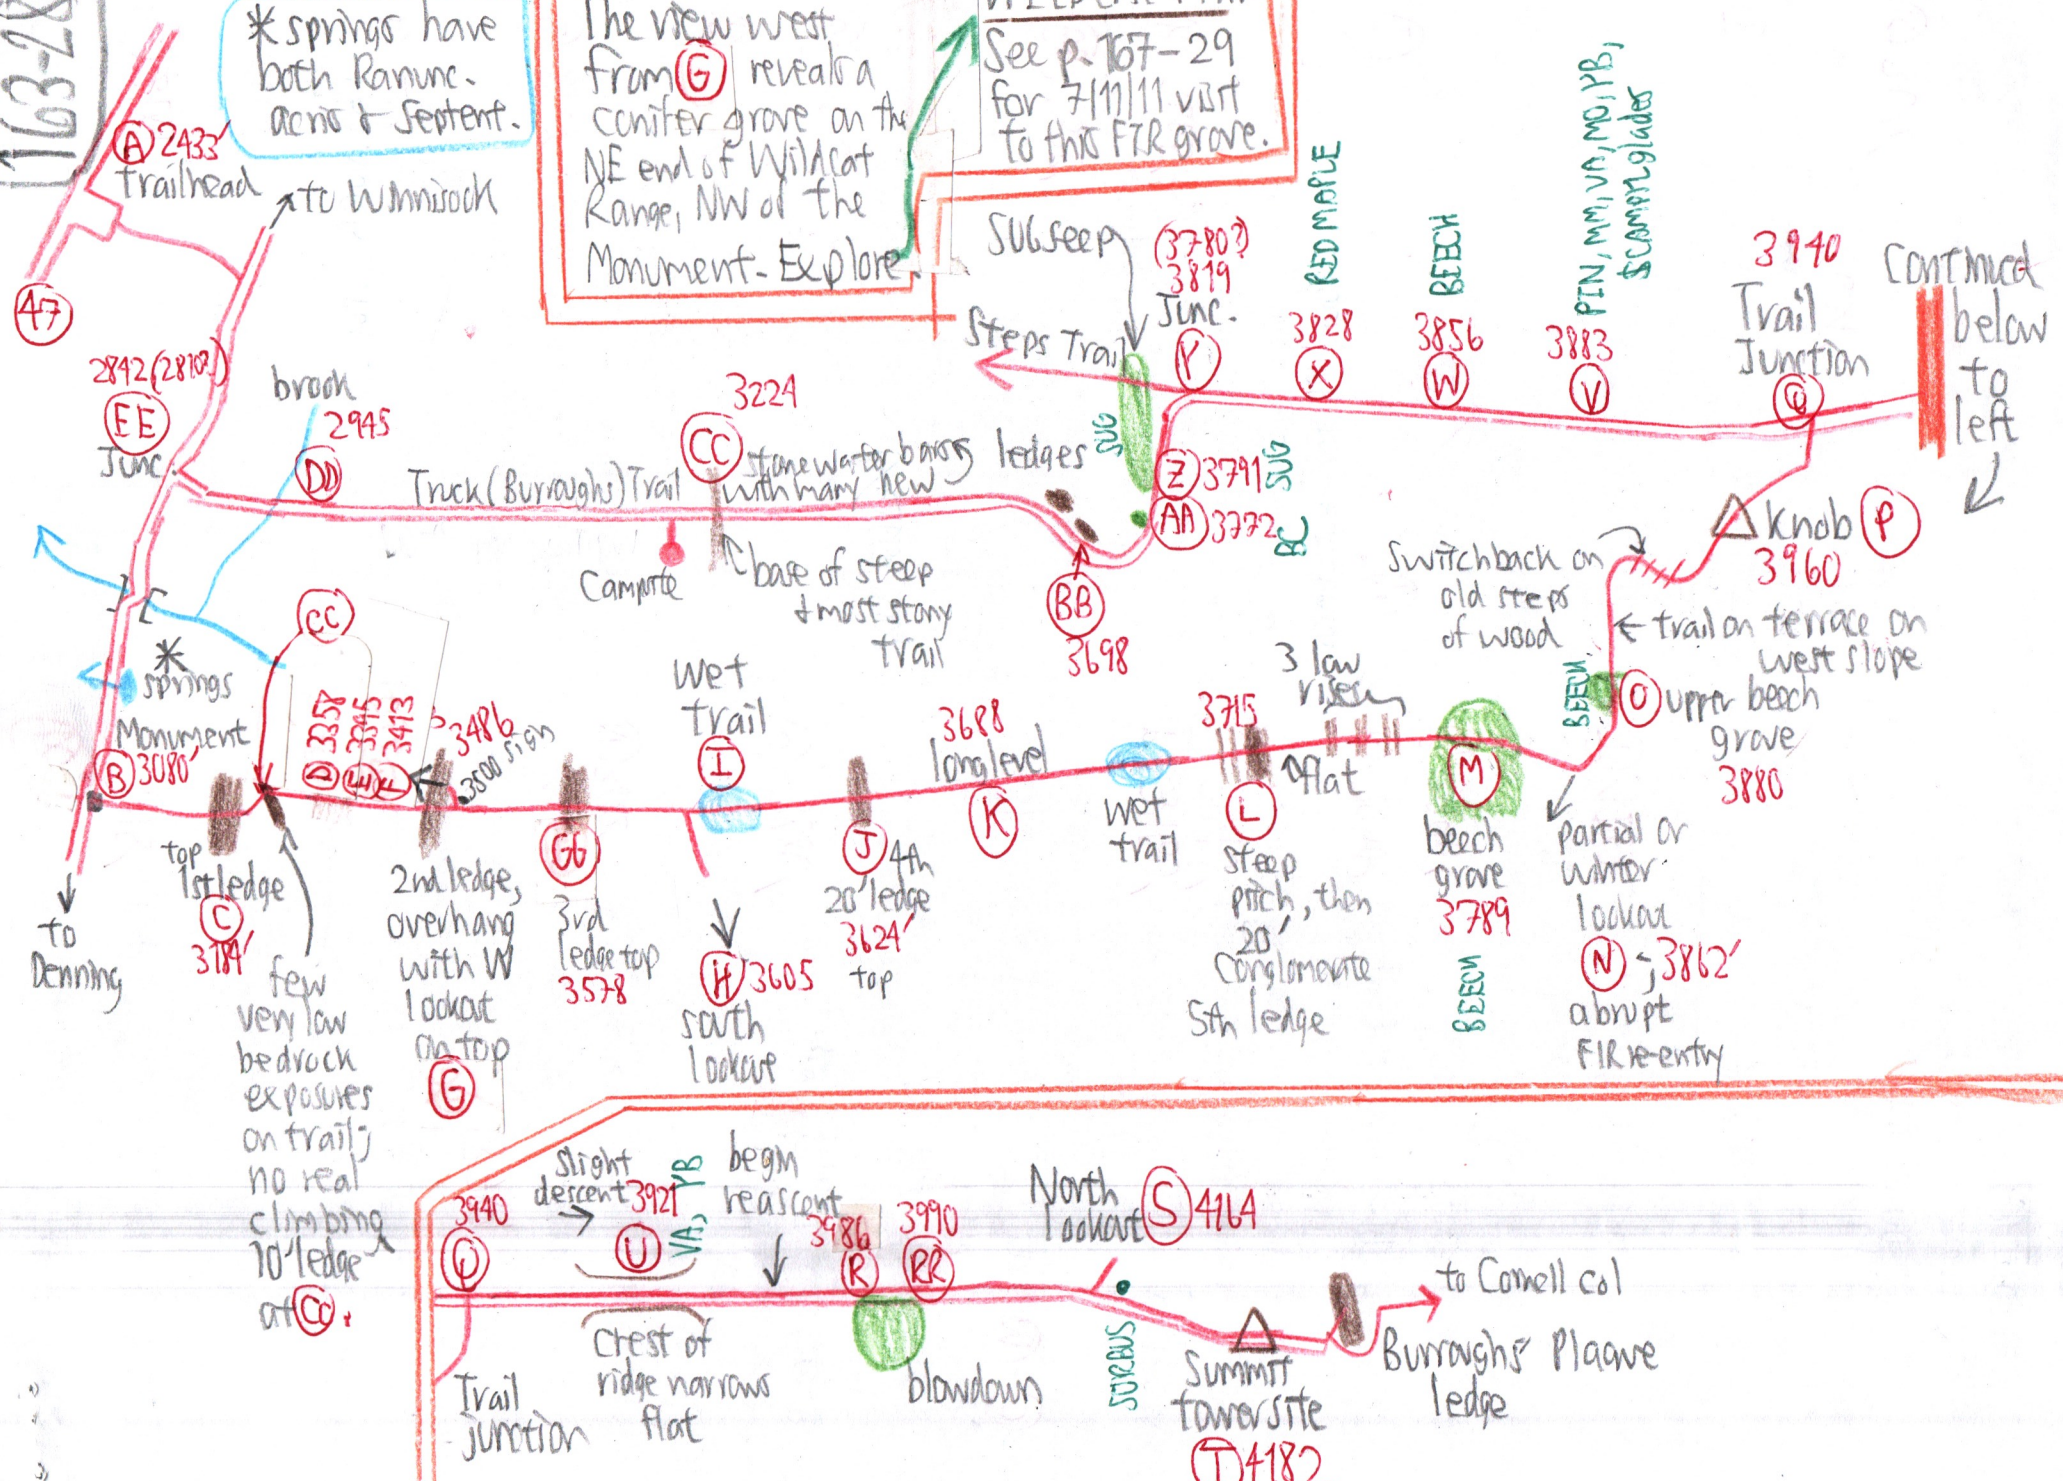 163-28
* springs have
both Ranunc.
acris & Septent.
The view west
from G reveals a
conifer grove on the
NE end of Wildcat
Range, NW of the
Monument - Explore
See p. 167-29
for 7/11/11 visit
to this FIR grove.
A 2433'
trailhead
to Winnisook
47
2842 (2810?)
EE
Junc.
brook
2945
DD
Truck (Burroughs) Trail
3224
CC
stone water bars
with many new
ledges
Campsite
base of steep
& most stony
trail
BB
3698
SUG seep
Steps Trail
SUG
(3780?)
3819
Junc.
Y
Z 3791 SUG
AA 3772 BC
RED MAPLE
3828
X
BEECH
3856
W
PIN, MM, VA, MO, YB,
3883
V
3940
Trail
Junction
Q
Continued
below
to
left
Knob P
3960
Switchback on
old steps
of wood
trail on terrace on
west slope
BEECH
O upper beech
grove
3880
* springs
Monument
B 3080'
to
Denning
top
1st ledge
C
3184'
CC
few
very low
bedrock
exposures
on trail;
no real
climbing
10' ledge
at CC.
D 3358
E 3395
F 3413
3486
3500 sign
2nd ledge,
overhang
with W
lookout
on top
G
GG
3rd
ledge top
3578
wet
trail
I
H 3605
south
lookout
J 4th
20' ledge
3624'
top
3688
long level
K
wet
trail
3715
L
steep
pitch, then
20'
Conglomerate
5th ledge
flat
3 low
rises
M
beech
grove
3789
BEECH
partial or
winter
lookout
N ; 3862'
abrupt
FIR re-entry
3940
Q
Trail
junction
slight
descent
3921
U
VA, YB
Crest of
ridge narrows
flat
begin
reascent
3986
R
3990
RR
blowdown
North
lookout S 4164
SORBUS
Summit
tower site
T 4182
to Cornell col
Burroughs Plaque
ledge